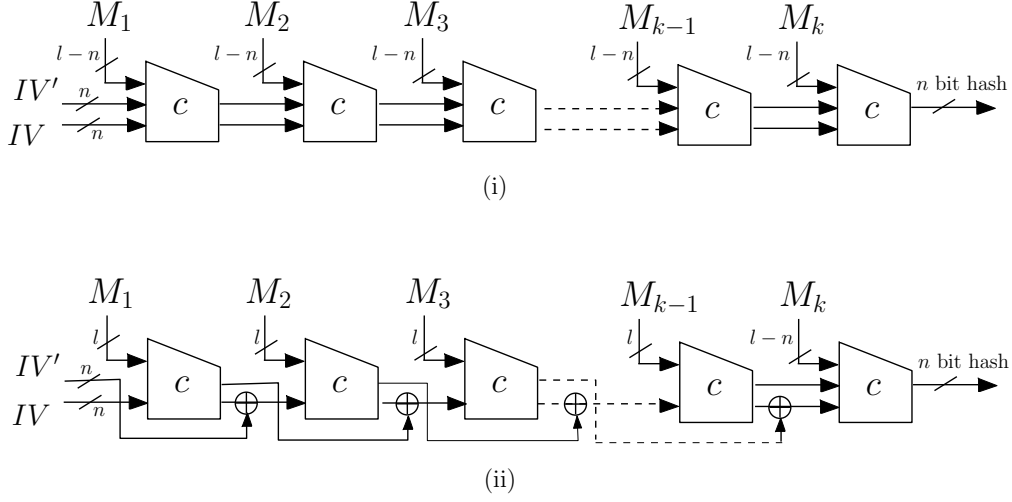 M₁ M₂ M₃ Mₖ₋₁ Mₖ
l − n l − n l − n l − n l − n
IV′ n c c c c c n bit hash
IV n
(i)
M₁ M₂ M₃ Mₖ₋₁ Mₖ
l l l l l − n
IV′ n c c c c c n bit hash
IV n
(ii)